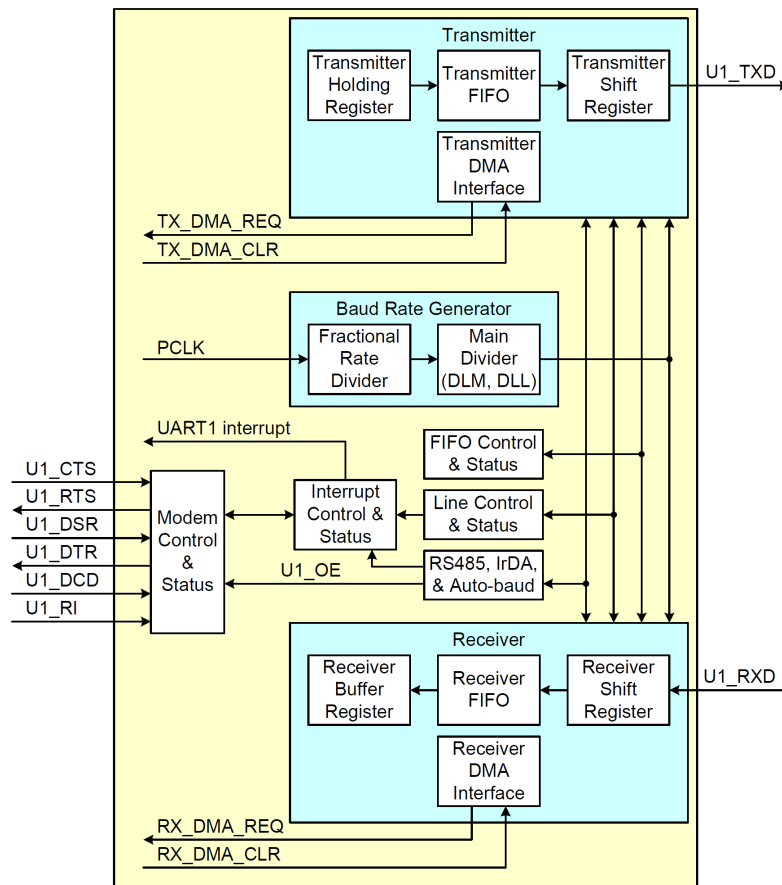 Transmitter
Transmitter
Holding
Register
Transmitter
FIFO
Transmitter
Shift
Register
U1_TXD
Transmitter
DMA
Interface
TX_DMA_REQ
TX_DMA_CLR
Baud Rate Generator
PCLK
Fractional
Rate
Divider
Main
Divider
(DLM, DLL)
UART1 interrupt
FIFO Control
& Status
U1_CTS
U1_RTS
U1_DSR
U1_DTR
U1_DCD
U1_RI
Modem
Control
&
Status
Interrupt
Control &
Status
Line Control
& Status
U1_OE
RS485, IrDA,
& Auto-baud
Receiver
Receiver
Buffer
Register
Receiver
FIFO
Receiver
Shift
Register
U1_RXD
Receiver
DMA
Interface
RX_DMA_REQ
RX_DMA_CLR